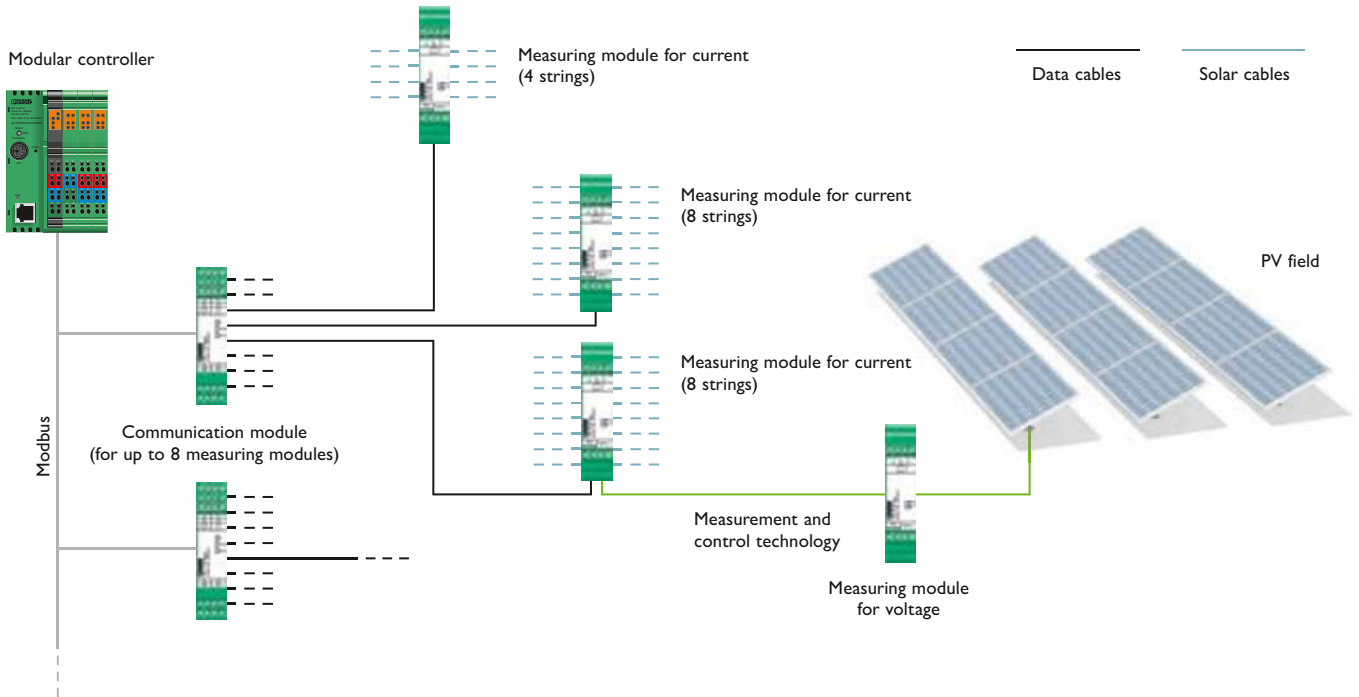 Modular controller
Measuring module for current
(4 strings)
Data cables
Solar cables
Measuring module for current
(8 strings)
PV field
Measuring module for current
(8 strings)
Communication module
(for up to 8 measuring modules)
Modbus
Measurement and
control technology
Measuring module
for voltage